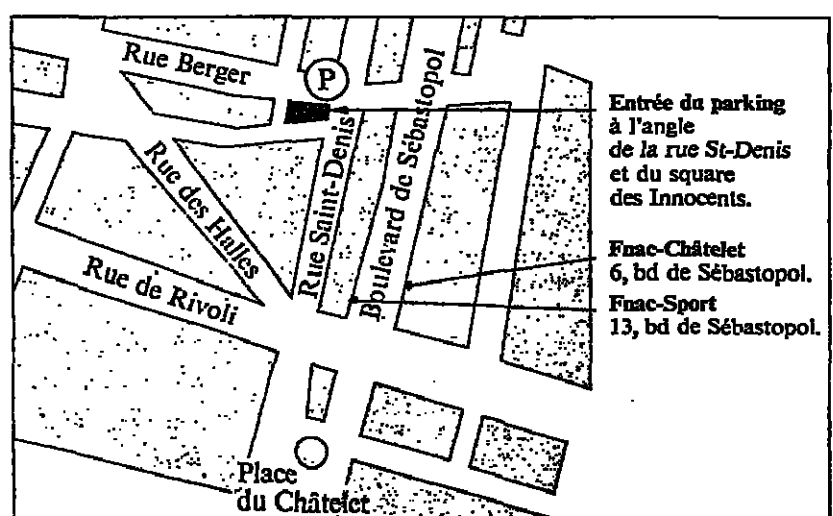 Rue Berger
P
Boulevard de Sébastopol
Rue des Halles
Rue Saint-Denis
Rue de Rivoli
Place
du Châtelet
Entrée du parking
à l'angle
de la rue St-Denis
et du square
des Innocents.
Fnac-Châtelet
6, bd de Sébastopol.
Fnac-Sport
13, bd de Sébastopol.